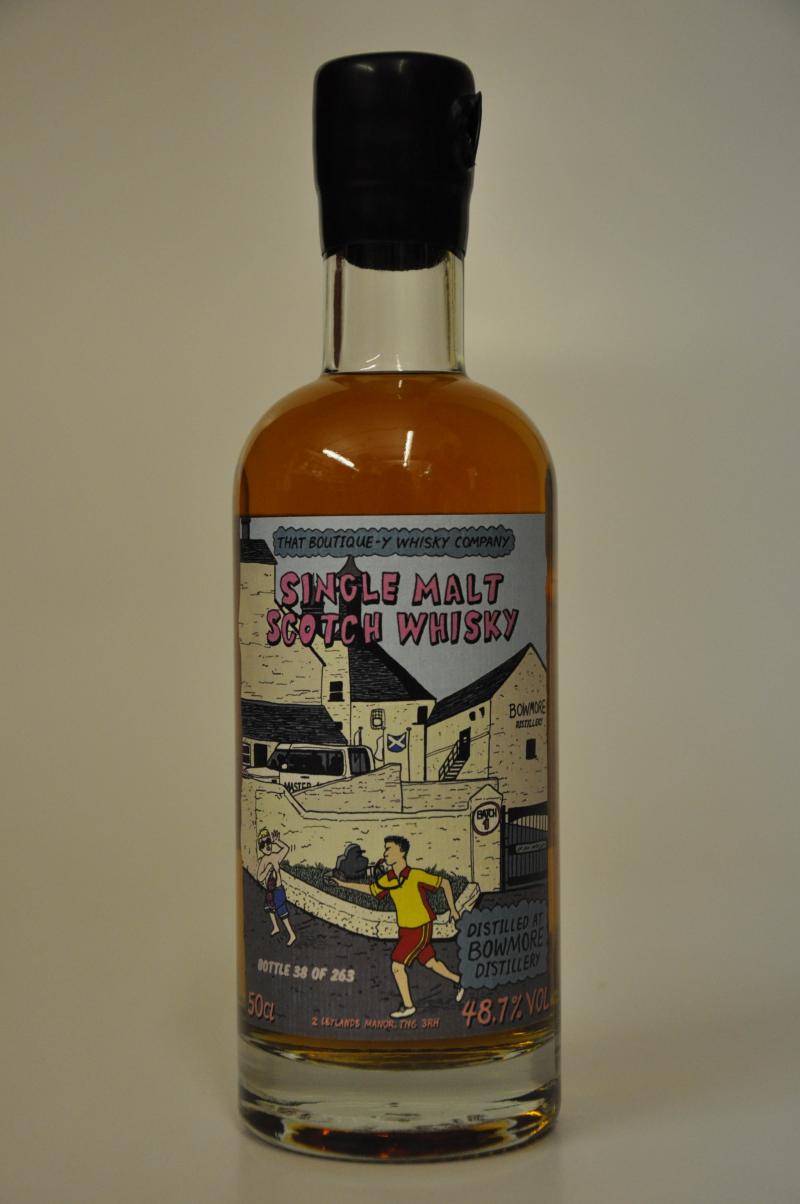 THAT BOUTIQUE-Y WHISKY COMPANY
SINGLE MALT
SCOTCH WHISKY
BOWMORE
DISTILLERY
MASTER
BATCH
1
DISTILLED AT
BOWMORE
DISTILLERY
BOTTLE 38 OF 263
50cl
2 LEYLANDS MANOR, TN6 3RH
48.7% VOL